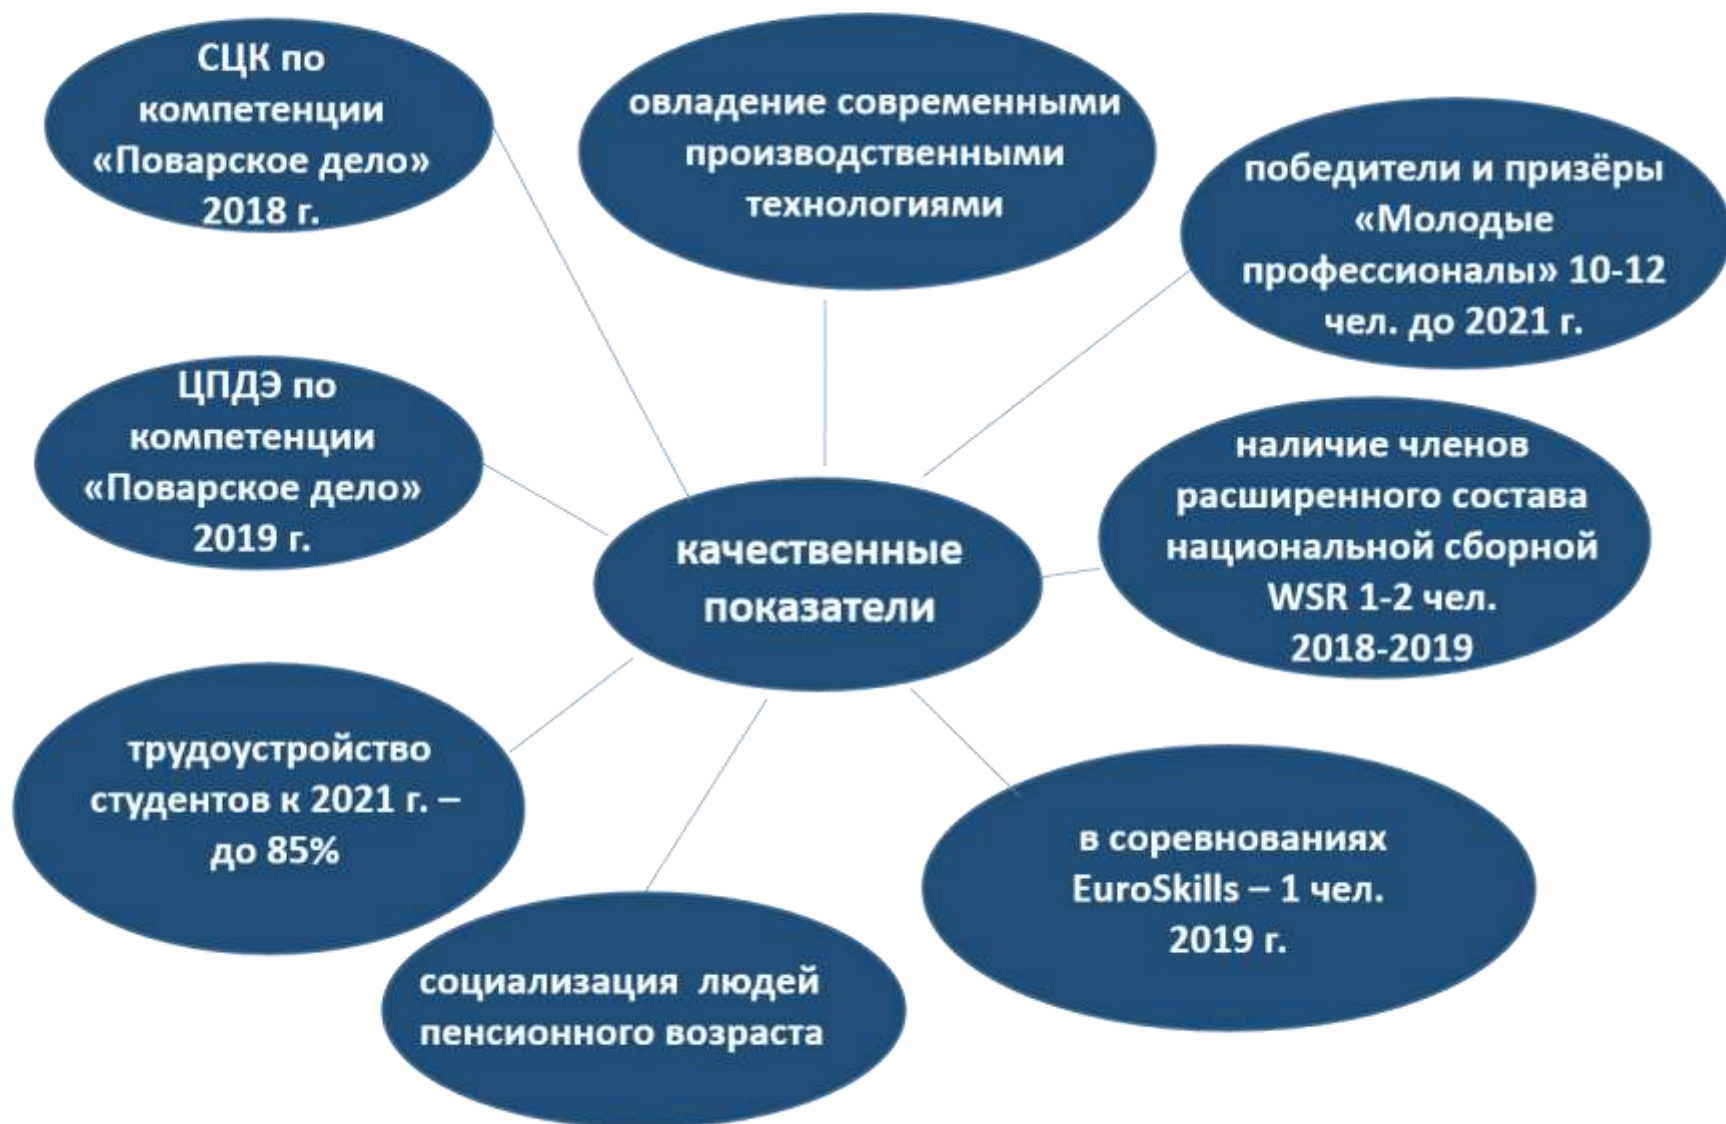 СЦК по
компетенции
«Поварское дело»
2018 г.
овладение современными
производственными
технологиями
победители и призёры
«Молодые
профессионалы» 10-12
чел. до 2021 г.
ЦПДЭ по
компетенции
«Поварское дело»
2019 г.
качественные
показатели
наличие членов
расширенного состава
национальной сборной
WSR 1-2 чел.
2018-2019
трудоустройство
студентов к 2021 г. –
до 85%
социализация людей
пенсионного возраста
в соревнованиях
EuroSkills – 1 чел.
2019 г.